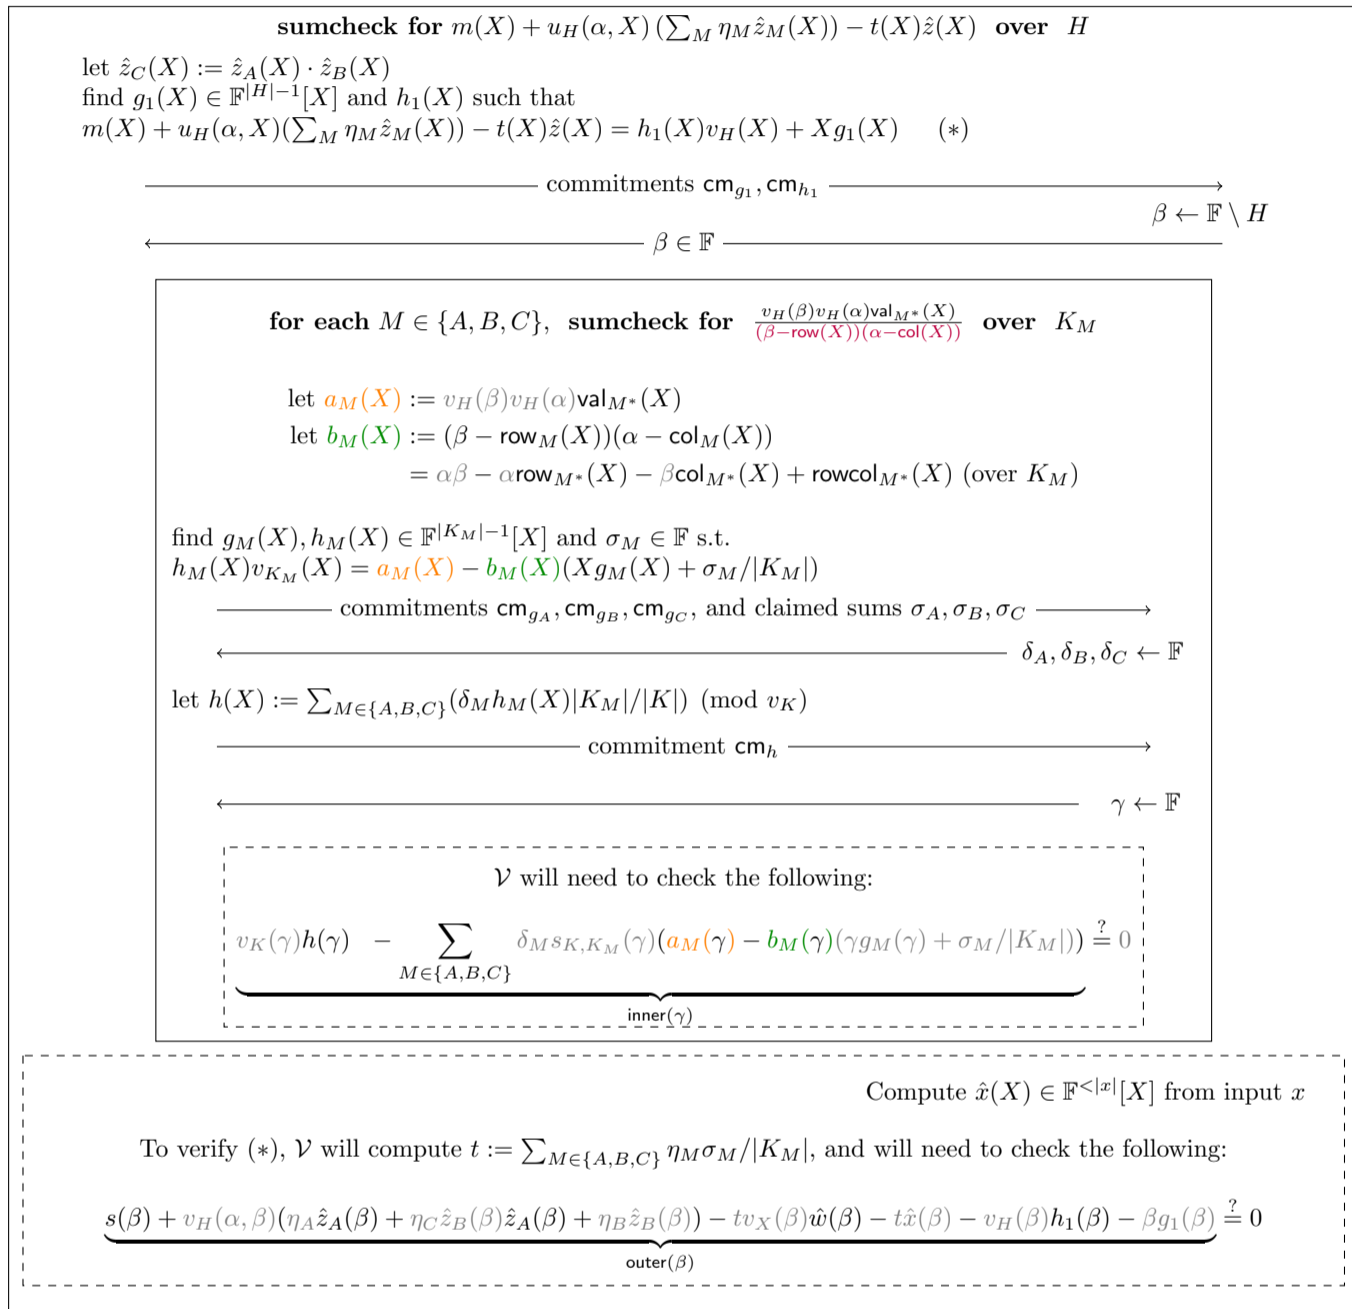 sumcheck for m(X) + u_H(α, X) (∑_M η_M ẑ_M(X)) − t(X)ẑ(X) over H
let ẑ_C(X) := ẑ_A(X) · ẑ_B(X)
find g_1(X) ∈ 𝔽^{|H|−1}[X] and h_1(X) such that
m(X) + u_H(α, X)(∑_M η_M ẑ_M(X)) − t(X)ẑ(X) = h_1(X)v_H(X) + Xg_1(X) (∗)
commitments cm_{g_1}, cm_{h_1}
β ← 𝔽 \ H
β ∈ 𝔽
for each M ∈ {A, B, C}, sumcheck for \frac{v_H(β)v_H(α)val_{M^*}(X)}{(β−row(X))(α−col(X))} over K_M
let a_M(X) := v_H(β)v_H(α)val_{M^*}(X)
let b_M(X) := (β − row_M(X))(α − col_M(X))
= αβ − αrow_{M^*}(X) − βcol_{M^*}(X) + rowcol_{M^*}(X) (over K_M)
find g_M(X), h_M(X) ∈ 𝔽^{|K_M|−1}[X] and σ_M ∈ 𝔽 s.t.
h_M(X)v_{K_M}(X) = a_M(X) − b_M(X)(Xg_M(X) + σ_M/|K_M|)
commitments cm_{g_A}, cm_{g_B}, cm_{g_C}, and claimed sums σ_A, σ_B, σ_C
δ_A, δ_B, δ_C ← 𝔽
let h(X) := ∑_{M∈{A,B,C}}(δ_M h_M(X)|K_M|/|K|) (mod v_K)
commitment cm_h
γ ← 𝔽
𝒱 will need to check the following:
v_K(γ)h(γ) − ∑_{M∈{A,B,C}} δ_M s_{K,K_M}(γ)(a_M(γ) − b_M(γ)(γg_M(γ) + σ_M/|K_M|)) ≟ 0
inner(γ)
Compute x̂(X) ∈ 𝔽^{<|x|}[X] from input x
To verify (∗), 𝒱 will compute t := ∑_{M∈{A,B,C}} η_M σ_M/|K_M|, and will need to check the following:
s(β) + v_H(α, β)(η_A ẑ_A(β) + η_C ẑ_B(β)ẑ_A(β) + η_B ẑ_B(β)) − tv_X(β)ŵ(β) − tx̂(β) − v_H(β)h_1(β) − βg_1(β) ≟ 0
outer(β)